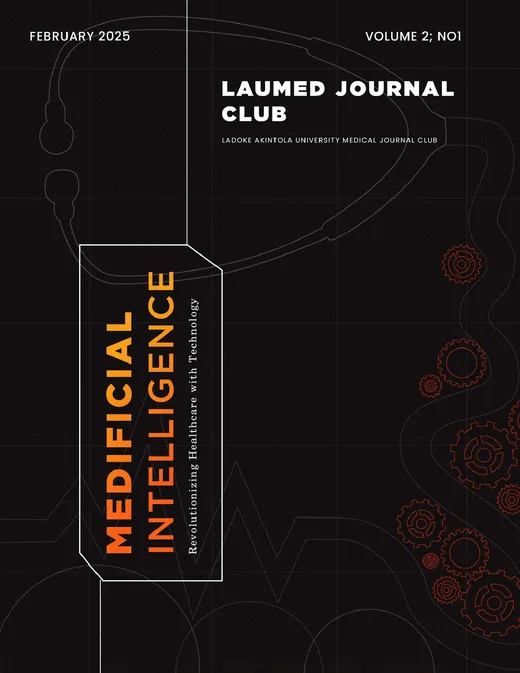 FEBRUARY 2025
VOLUME 2; NO1
LAUMED JOURNAL
CLUB
LADOKE AKINTOLA UNIVERSITY MEDICAL JOURNAL CLUB
MEDIFICIAL
INTELLIGENCE
Revolutionizing Healthcare with Technology